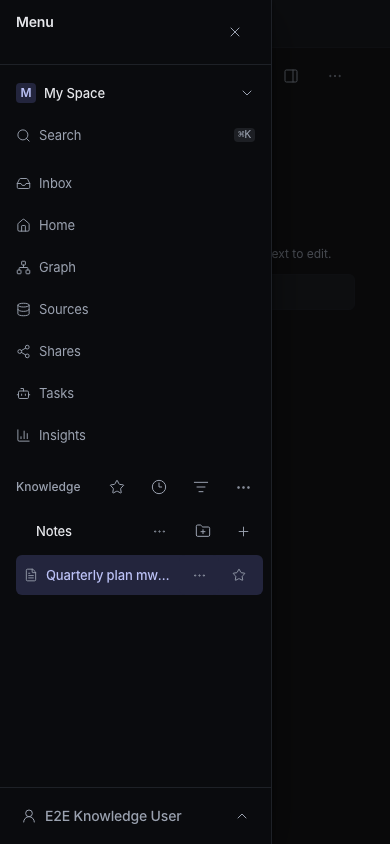 Menu
M My Space
Search ⌘K
Inbox
Home
Graph
ext to edit.
Sources
Shares
Tasks
Insights
Knowledge
Notes
Quarterly plan mw...
E2E Knowledge User